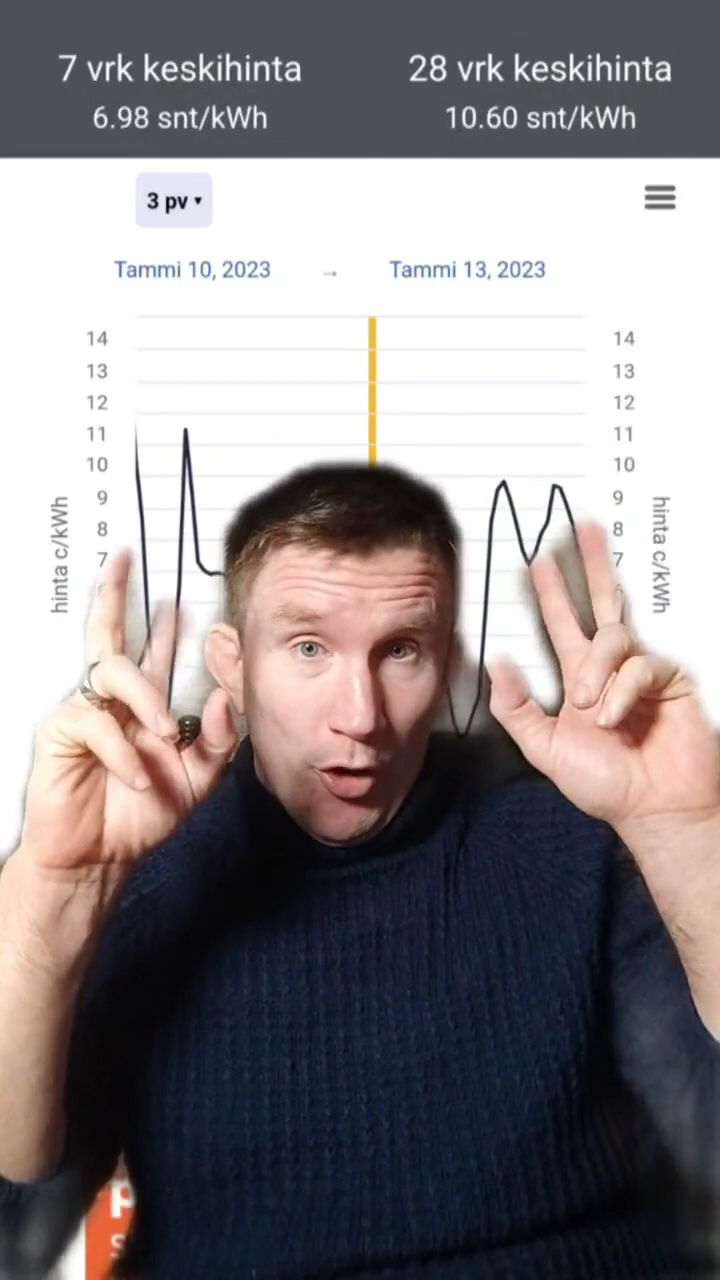 7 vrk keskihinta 28 vrk keskihinta
6.98 snt/kWh 10.60 snt/kWh
3 pv
Tammi 10, 2023 → Tammi 13, 2023
14 14
13 13
12 12
11 11
10 10
9 9
8 8
7 7
hinta c/kWh hinta c/kWh
P
S